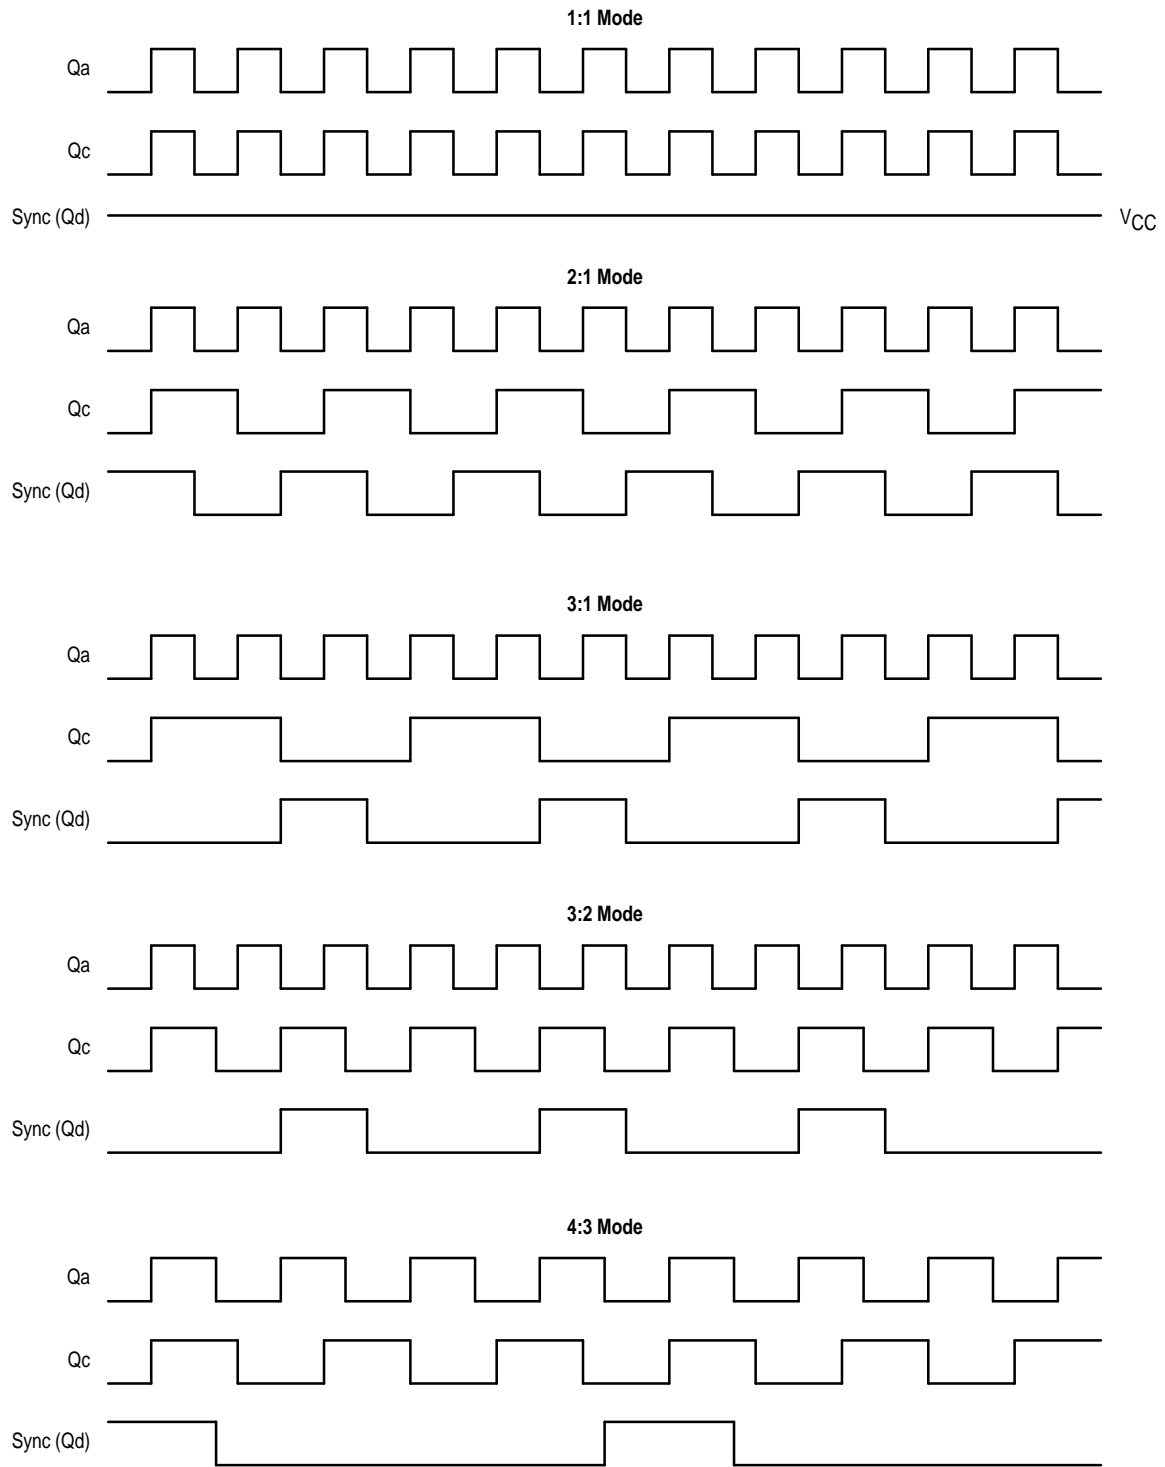 1:1 Mode
Qa
Qc
Sync (Qd)
VCC
2:1 Mode
Qa
Qc
Sync (Qd)
3:1 Mode
Qa
Qc
Sync (Qd)
3:2 Mode
Qa
Qc
Sync (Qd)
4:3 Mode
Qa
Qc
Sync (Qd)